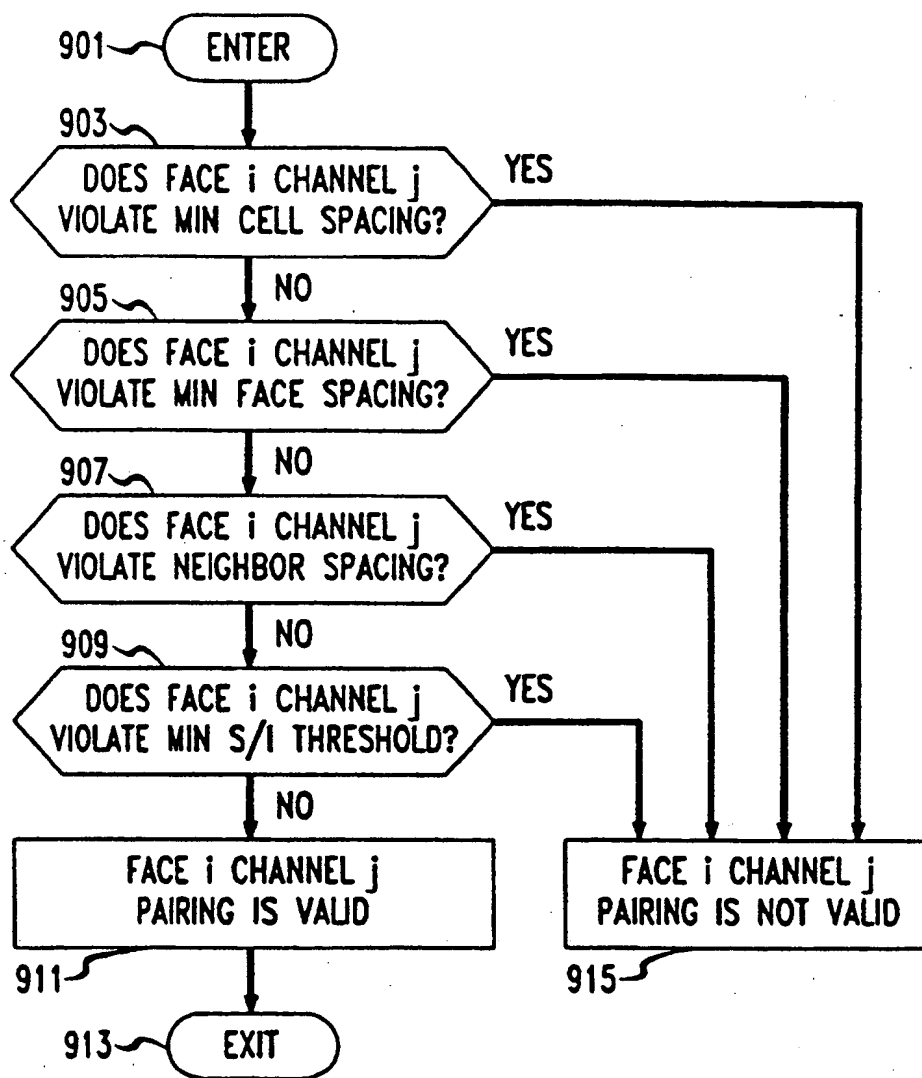 901
ENTER
903
DOES FACE i CHANNEL j
VIOLATE MIN CELL SPACING?
YES
NO
905
DOES FACE i CHANNEL j
VIOLATE MIN FACE SPACING?
YES
NO
907
DOES FACE i CHANNEL j
VIOLATE NEIGHBOR SPACING?
YES
NO
909
DOES FACE i CHANNEL j
VIOLATE MIN S/I THRESHOLD?
YES
NO
FACE i CHANNEL j
PAIRING IS VALID
911
FACE i CHANNEL j
PAIRING IS NOT VALID
915
913
EXIT